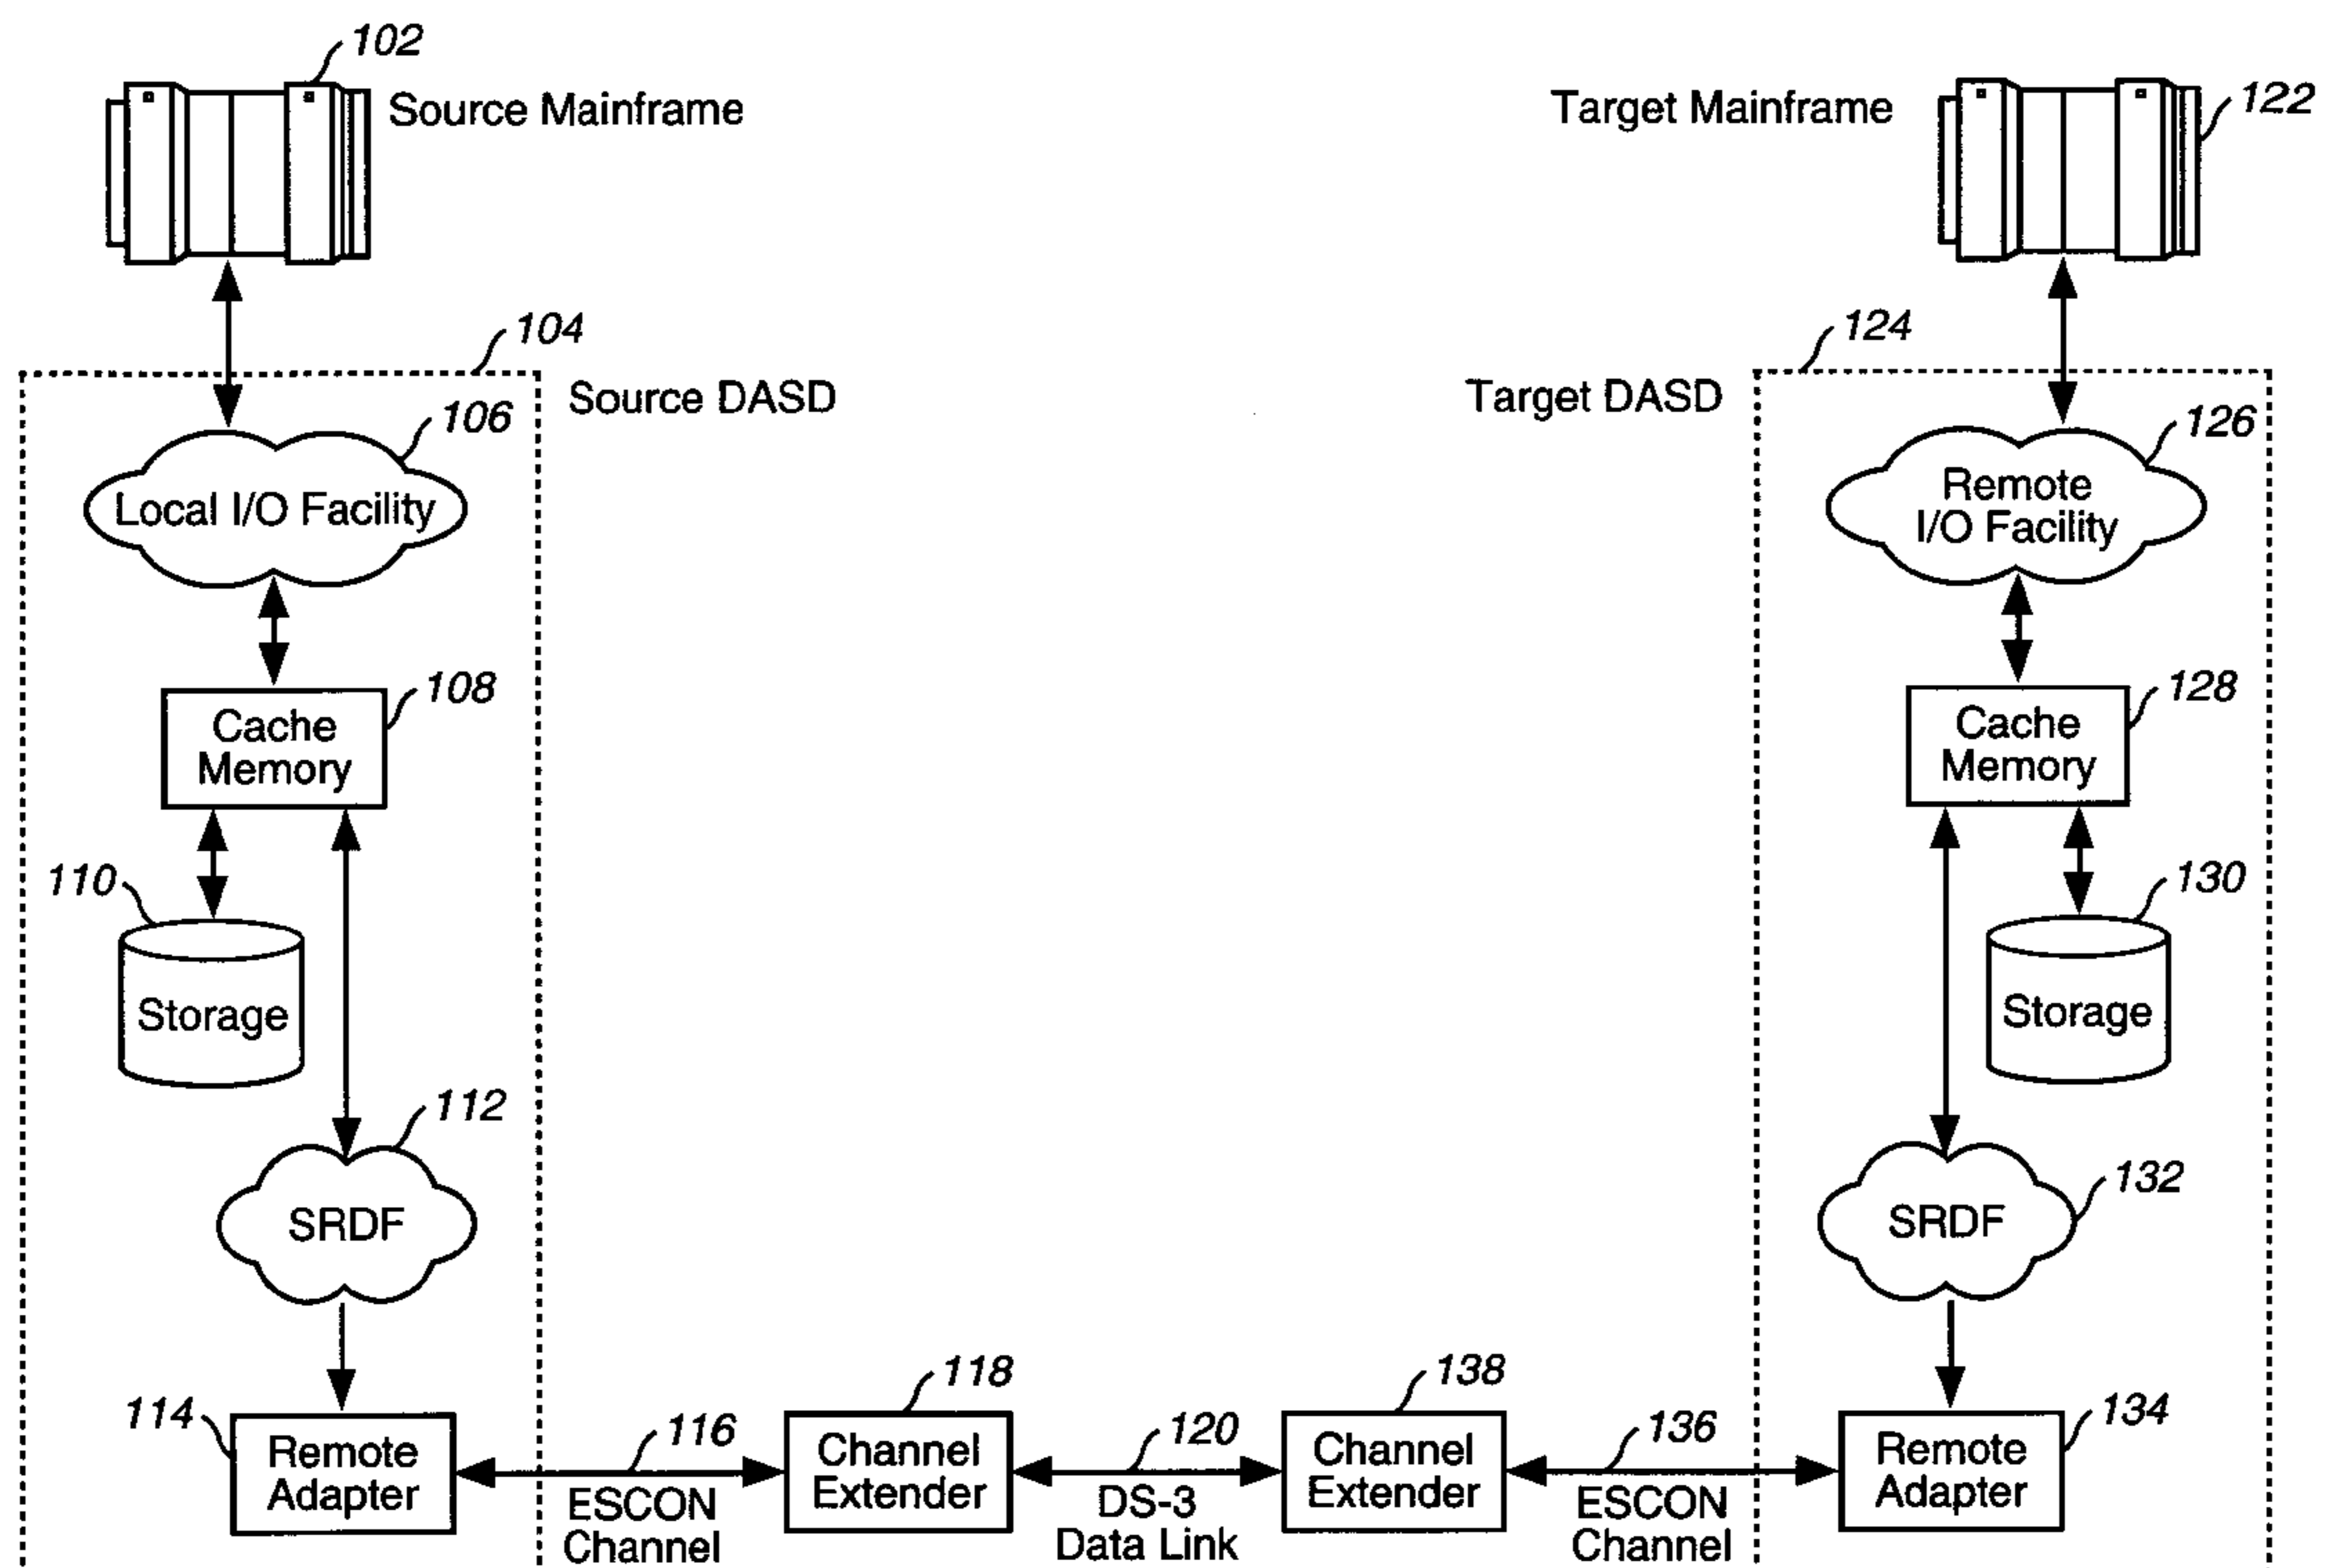 102
Source Mainframe
Target Mainframe
122
104
Source DASD
124
Target DASD
106
Local I/O Facility
126
Remote
I/O Facility
108
Cache
Memory
128
Cache
Memory
110
Storage
130
Storage
112
SRDF
132
SRDF
114
Remote
Adapter
116
ESCON
Channel
118
Channel
Extender
120
DS-3
Data Link
138
Channel
Extender
136
ESCON
Channel
134
Remote
Adapter